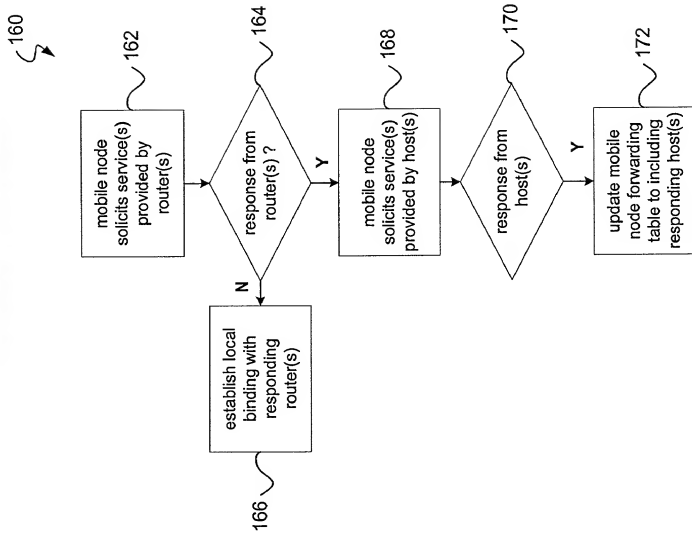 160
mobile node
solicits service(s)
provided by
router(s)
162
response from
router(s) ?
164
N
Y
establish local
binding with
responding
router(s)
166
mobile node
solicits service(s)
provided by host(s)
168
response from
host(s)
170
Y
update mobile
node forwarding
table to including
responding host(s)
172